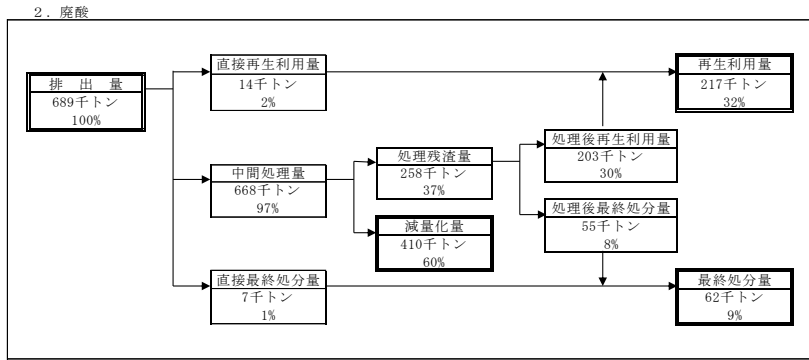 ２．廃酸
排 出 量
689千トン
100%
直接再生利用量
14千トン
2%
再生利用量
217千トン
32%
中間処理量
668千トン
97%
処理残渣量
258千トン
37%
処理後再生利用量
203千トン
30%
減量化量
410千トン
60%
処理後最終処分量
55千トン
8%
直接最終処分量
7千トン
1%
最終処分量
62千トン
9%